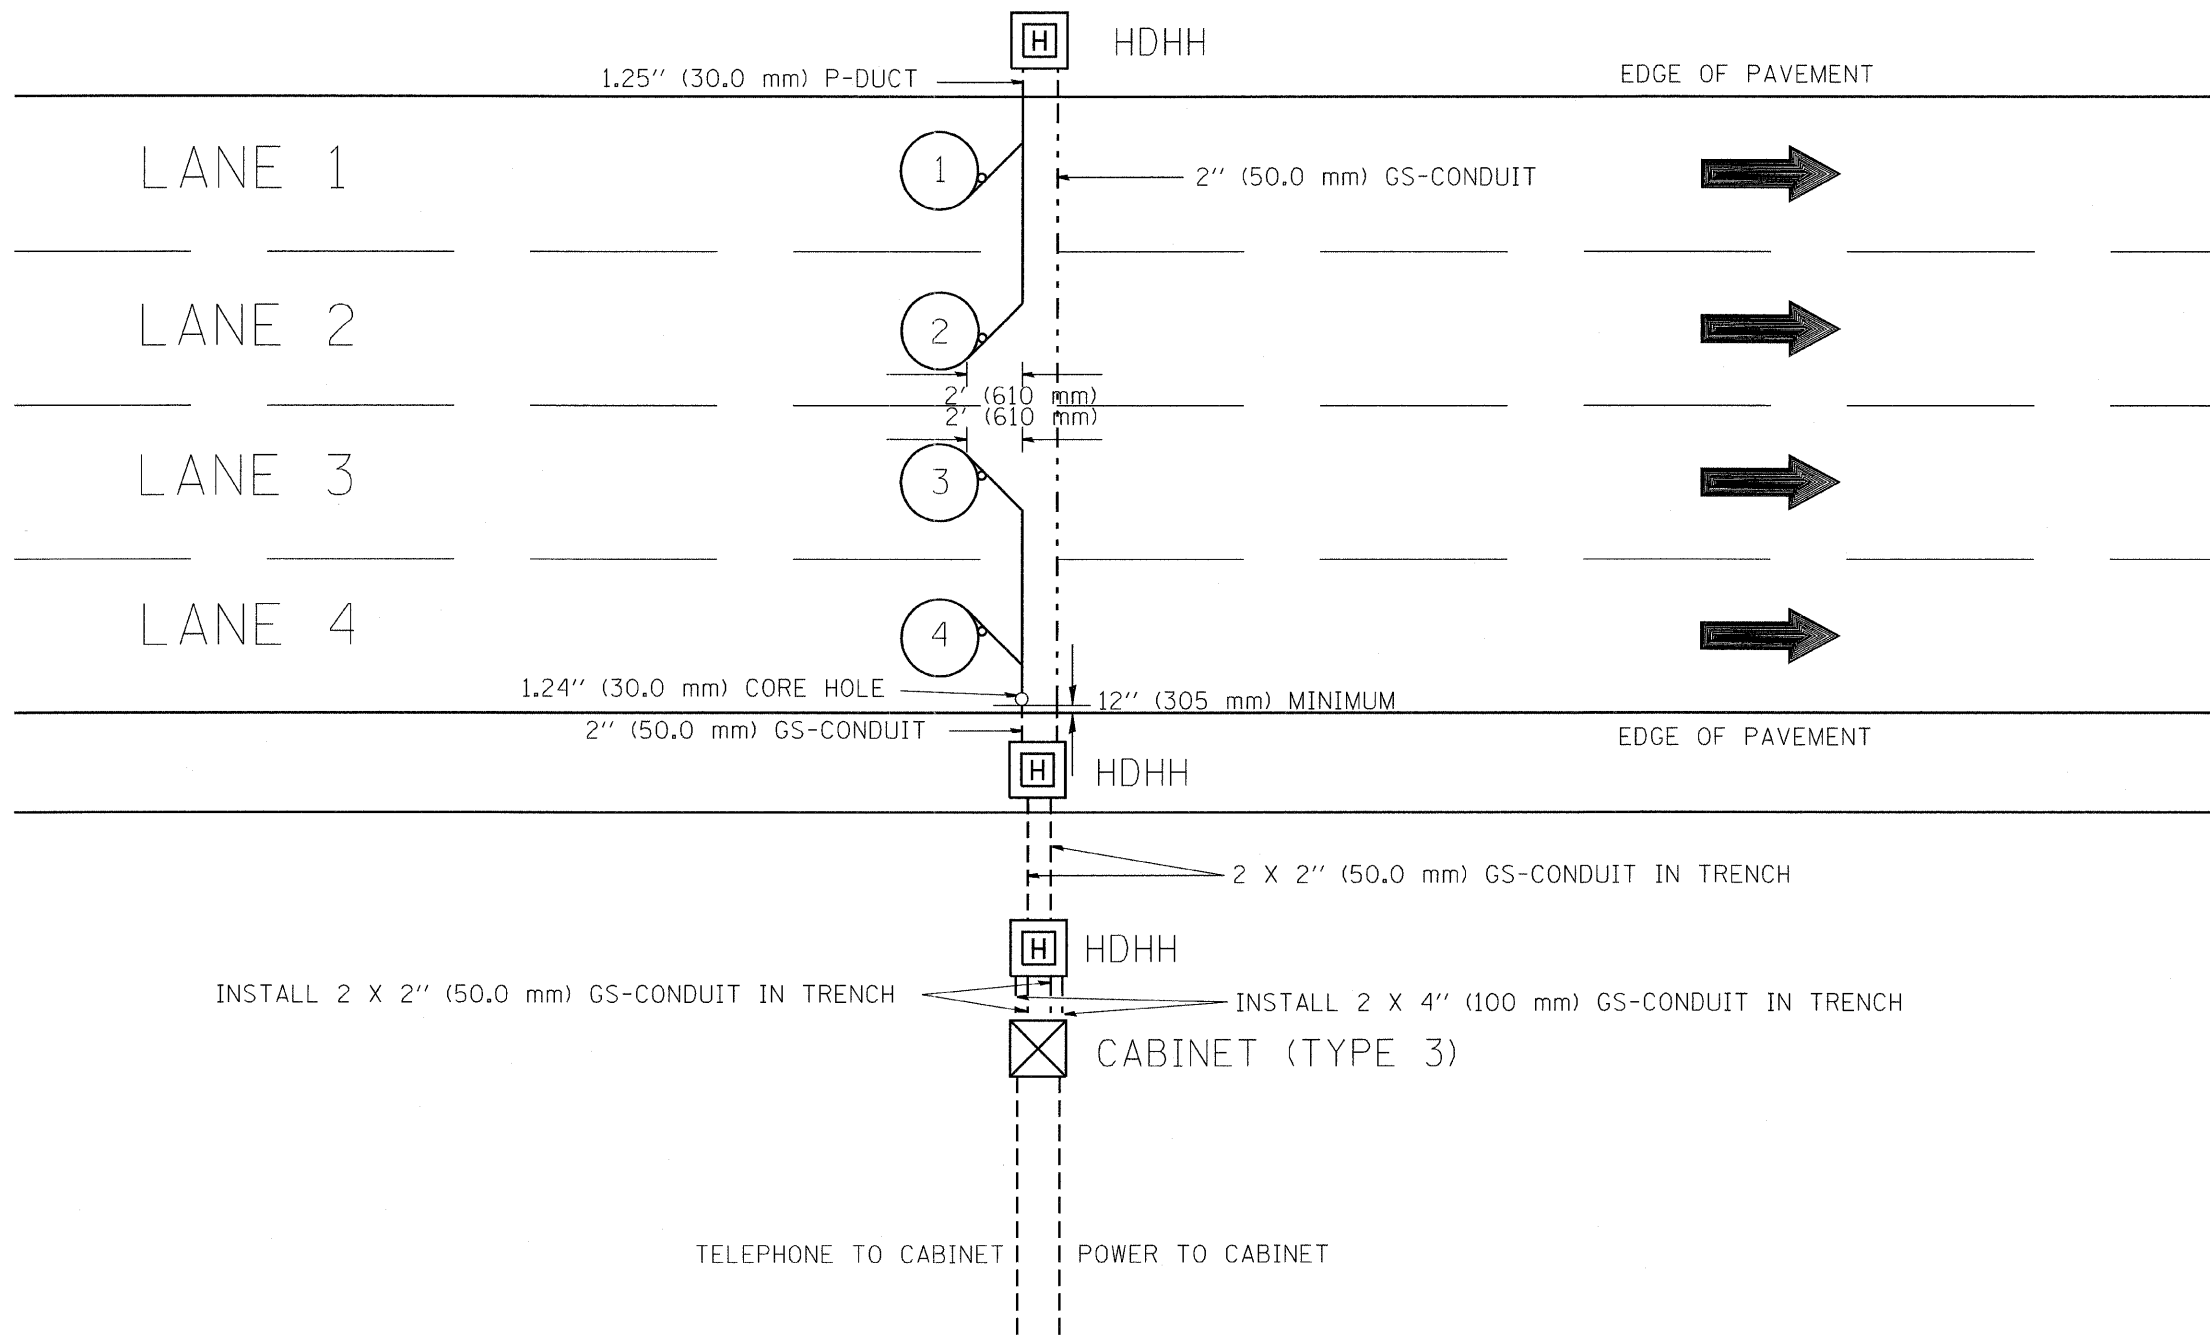 H HDHH
1.25" (30.0 mm) P-DUCT
EDGE OF PAVEMENT
LANE 1
1
2" (50.0 mm) GS-CONDUIT
LANE 2
2
2' (610 mm)
2' (610 mm)
LANE 3
3
LANE 4
4
1.24" (30.0 mm) CORE HOLE
12" (305 mm) MINIMUM
2" (50.0 mm) GS-CONDUIT
EDGE OF PAVEMENT
H HDHH
2 X 2" (50.0 mm) GS-CONDUIT IN TRENCH
H HDHH
INSTALL 2 X 2" (50.0 mm) GS-CONDUIT IN TRENCH
INSTALL 2 X 4" (100 mm) GS-CONDUIT IN TRENCH
CABINET (TYPE 3)
TELEPHONE TO CABINET
POWER TO CABINET